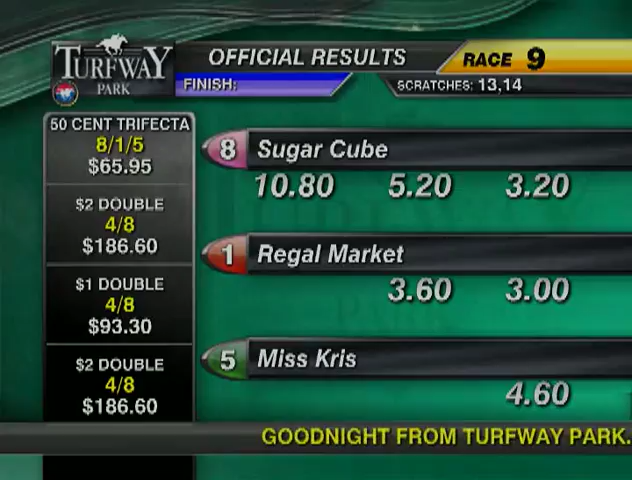 TURFWAY
PARK
OFFICIAL RESULTS
RACE 9
FINISH:
SCRATCHES: 13,14
50 CENT TRIFECTA
8/1/5
$65.95
$2 DOUBLE
4/8
$186.60
$1 DOUBLE
4/8
$93.30
$2 DOUBLE
4/8
$186.60
8 Sugar Cube
10.80 5.20 3.20
1 Regal Market
3.60 3.00
5 Miss Kris
4.60
GOODNIGHT FROM TURFWAY PARK.